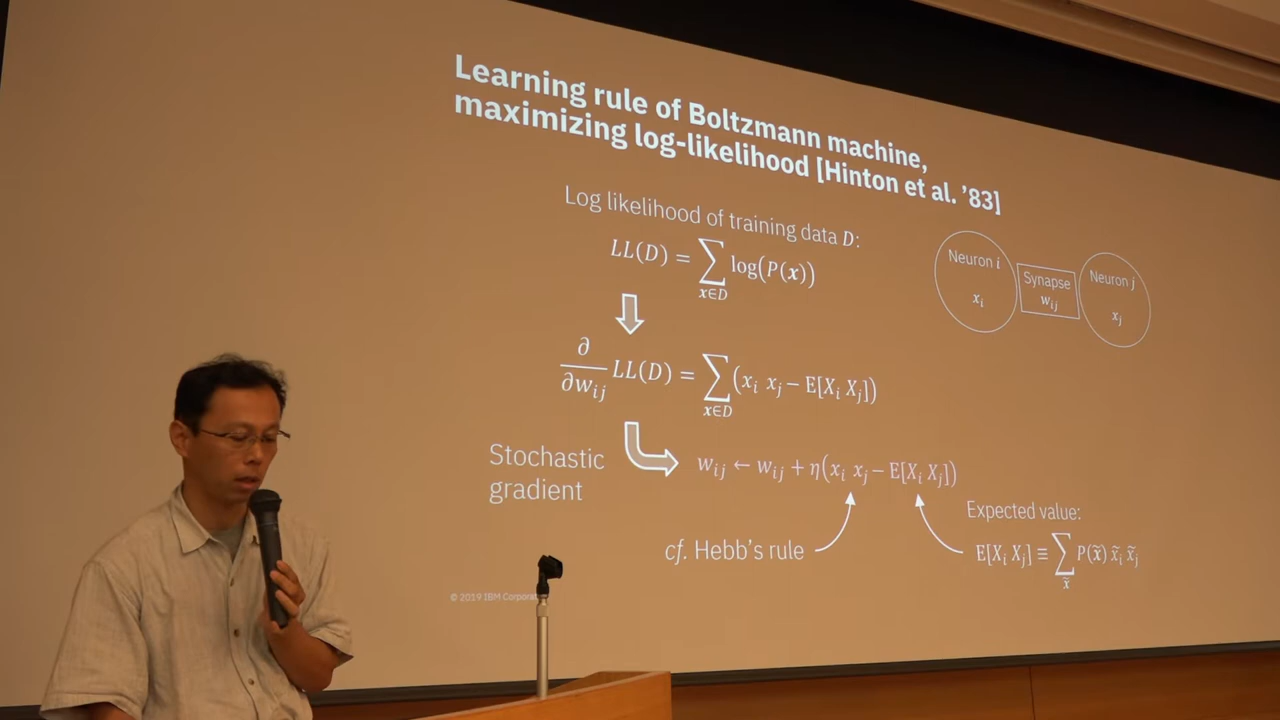 Learning rule of Boltzmann machine,
maximizing log-likelihood [Hinton et al. ’83]
Log likelihood of training data D:
LL(D) = ∑ log(P(x))
x∈D
Neuron i
x_i
Synapse
w_ij
Neuron j
x_j
∂/∂w_ij LL(D) = ∑ (x_i x_j − E[X_i X_j])
x∈D
Stochastic
gradient
w_ij ← w_ij + η(x_i x_j − E[X_i X_j])
cf. Hebb’s rule
Expected value:
E[X_i X_j] ≡ ∑ P(x̃) x̃_i x̃_j
x̃
© 2019 IBM